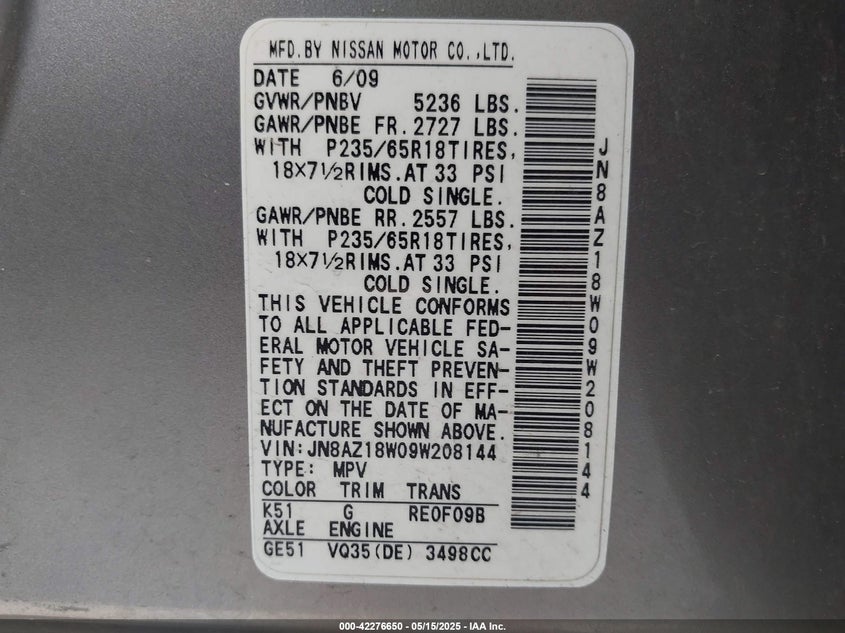 MFD.BY NISSAN MOTOR CO.,LTD.
DATE 6/09
GVWR/PNBV 5236 LBS.
GAWR/PNBE FR.2727 LBS.
WITH P235/65R18TIRES,
18X7½RIMS.AT 33 PSI
COLD SINGLE.
GAWR/PNBE RR.2557 LBS.
WITH P235/65R18TIRES,
18X7½RIMS.AT 33 PSI
COLD SINGLE.
THIS VEHICLE CONFORMS
TO ALL APPLICABLE FED-
ERAL MOTOR VEHICLE SA-
FETY AND THEFT PREVEN-
TION STANDARDS IN EFF-
ECT ON THE DATE OF MA-
NUFACTURE SHOWN ABOVE.
VIN:JN8AZ18W09W208144
TYPE: MPV
COLOR TRIM TRANS
K51 G RE0F09B
AXLE ENGINE
GE51 VQ35(DE) 3498CC
JN8AZ18W09W208144
000-42276650 - 05/15/2025 - IAA Inc.